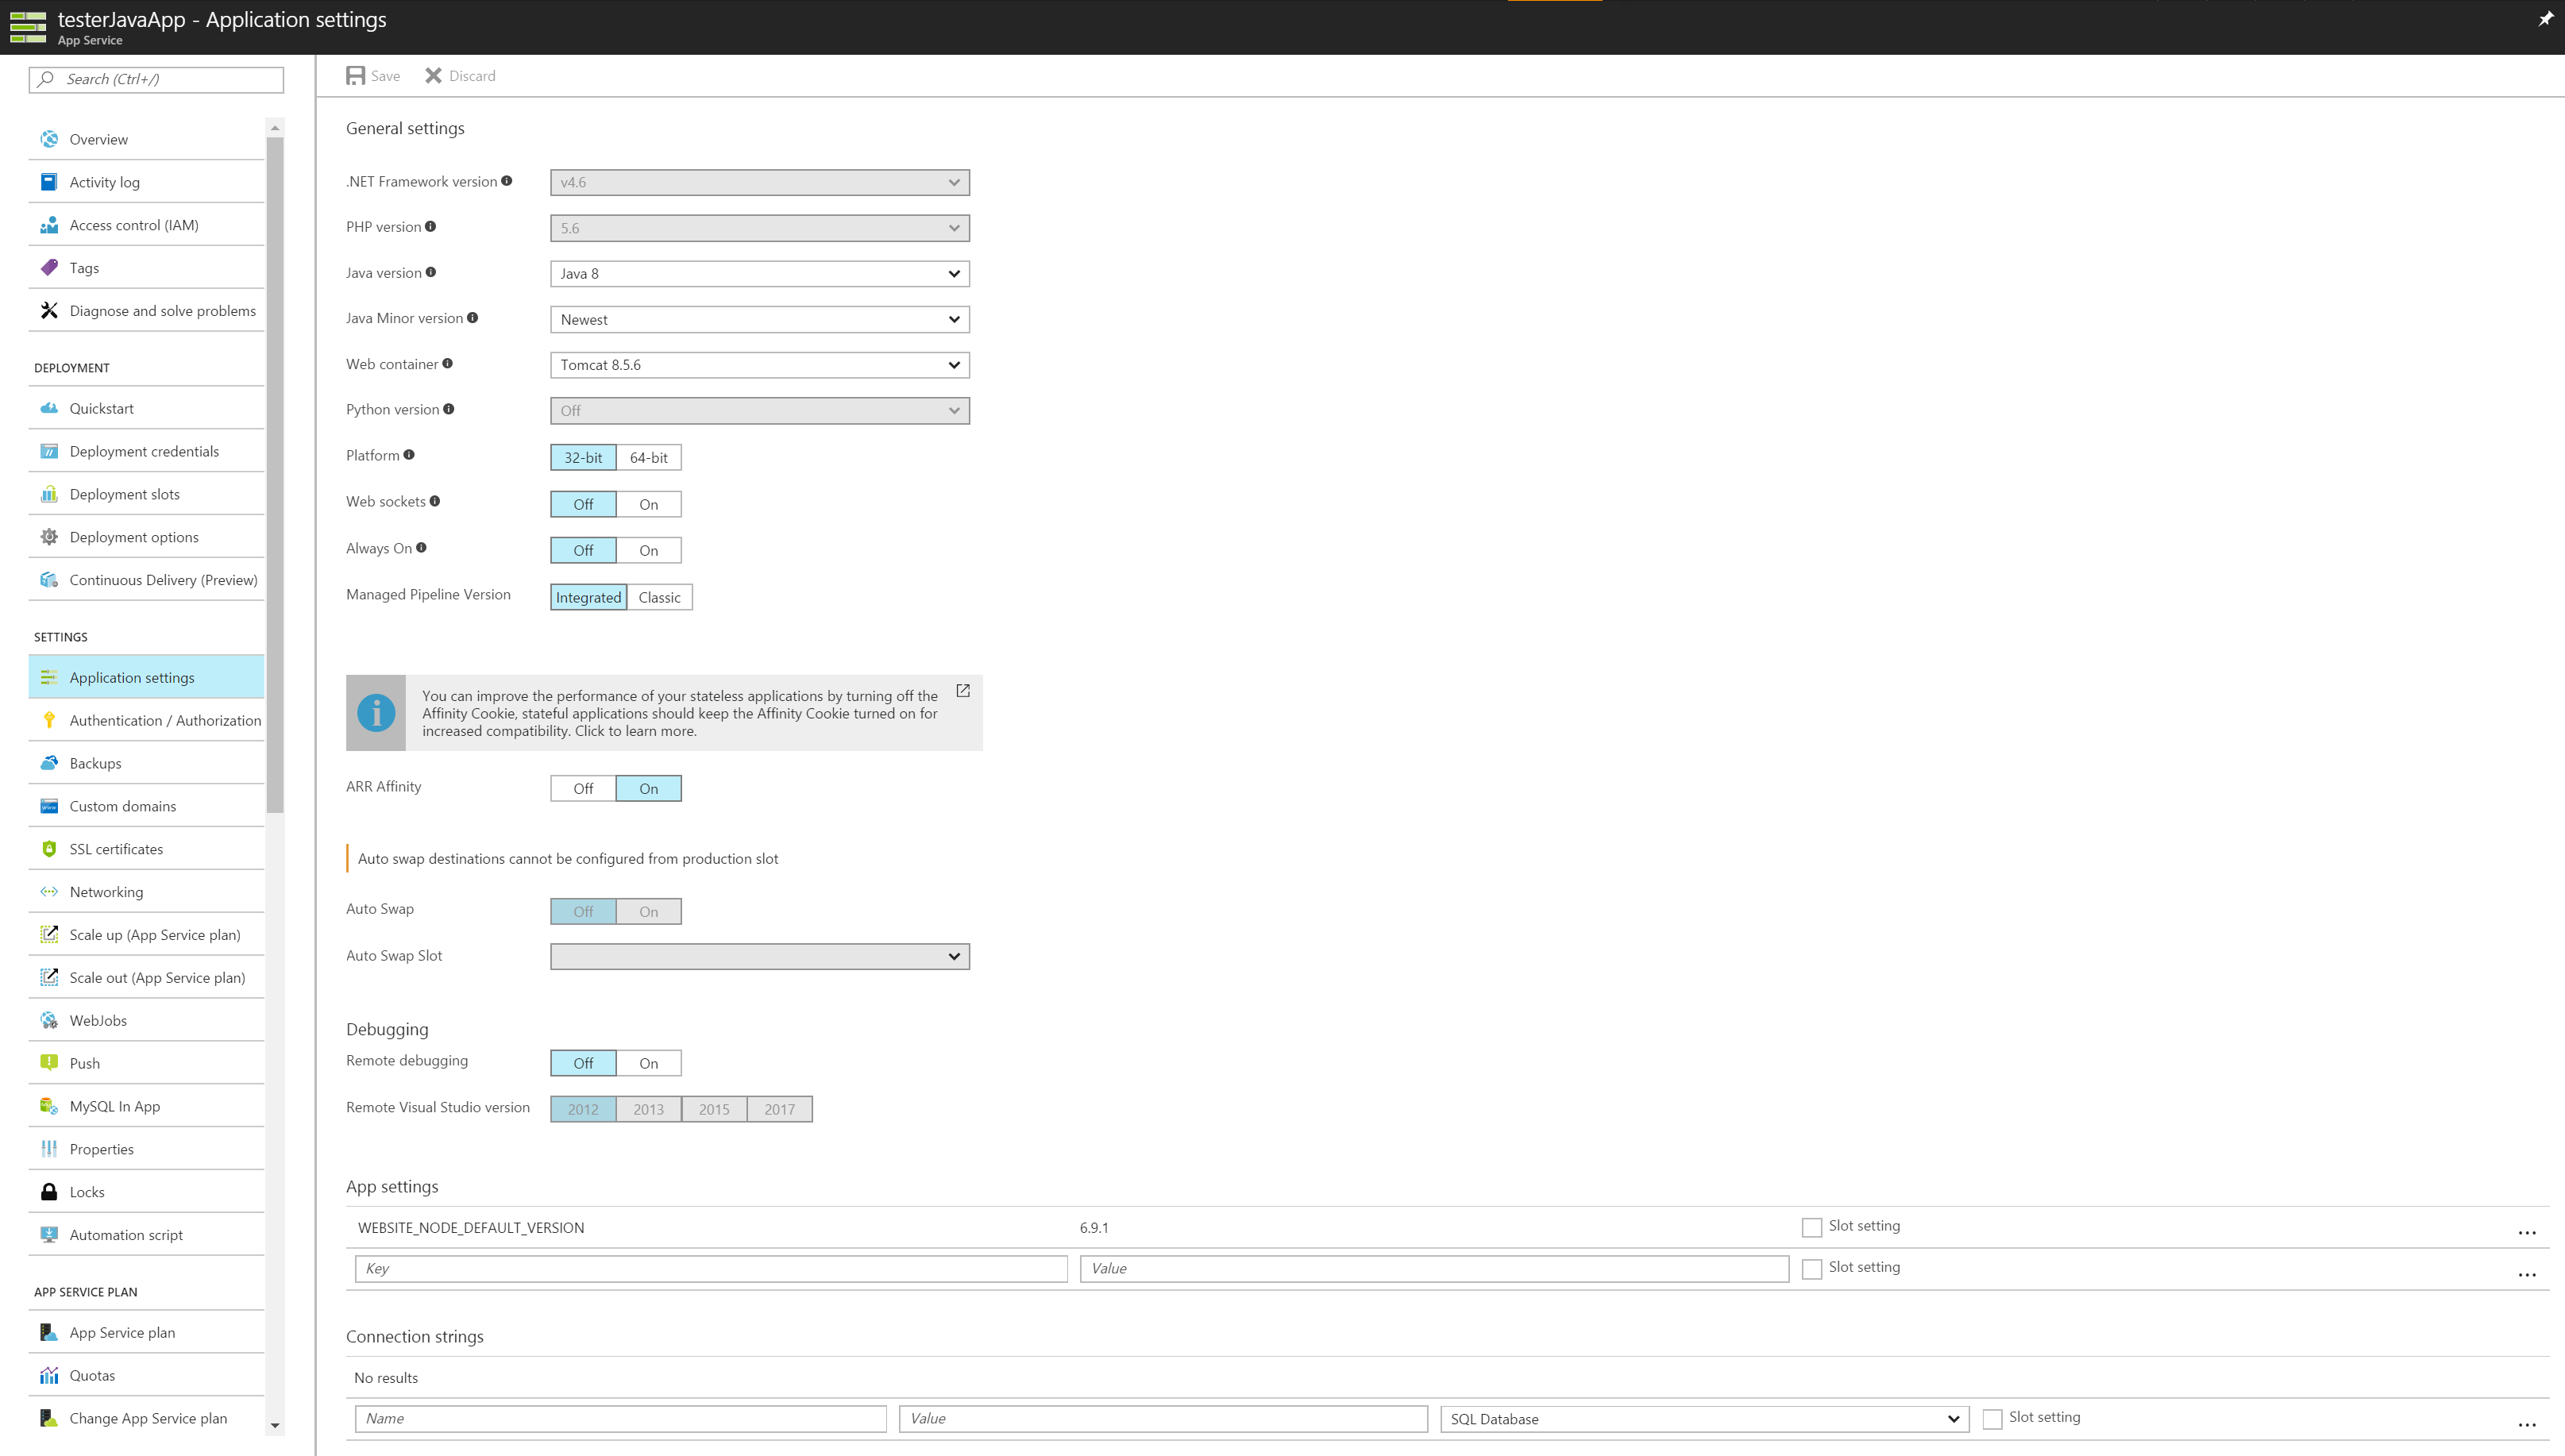 testerJavaApp - Application settings
App Service
Search (Ctrl+/)
Overview
Activity log
Access control (IAM)
Tags
Diagnose and solve problems
DEPLOYMENT
Quickstart
Deployment credentials
Deployment slots
Deployment options
Continuous Delivery (Preview)
SETTINGS
Application settings
Authentication / Authorization
Backups
Custom domains
SSL certificates
Networking
Scale up (App Service plan)
Scale out (App Service plan)
WebJobs
Push
MySQL In App
Properties
Locks
Automation script
APP SERVICE PLAN
App Service plan
Quotas
Change App Service plan
Save Discard
General settings
.NET Framework version v4.6
PHP version 5.6
Java version Java 8
Java Minor version Newest
Web container Tomcat 8.5.6
Python version Off
Platform 32-bit 64-bit
Web sockets Off On
Always On Off On
Managed Pipeline Version Integrated Classic
You can improve the performance of your stateless applications by turning off the
Affinity Cookie, stateful applications should keep the Affinity Cookie turned on for
increased compatibility. Click to learn more.
ARR Affinity Off On
Auto swap destinations cannot be configured from production slot
Auto Swap Off On
Auto Swap Slot
Debugging
Remote debugging Off On
Remote Visual Studio version 2012 2013 2015 2017
App settings
WEBSITE_NODE_DEFAULT_VERSION 6.9.1 Slot setting ...
Key Value Slot setting ...
Connection strings
No results
Name Value SQL Database Slot setting ...